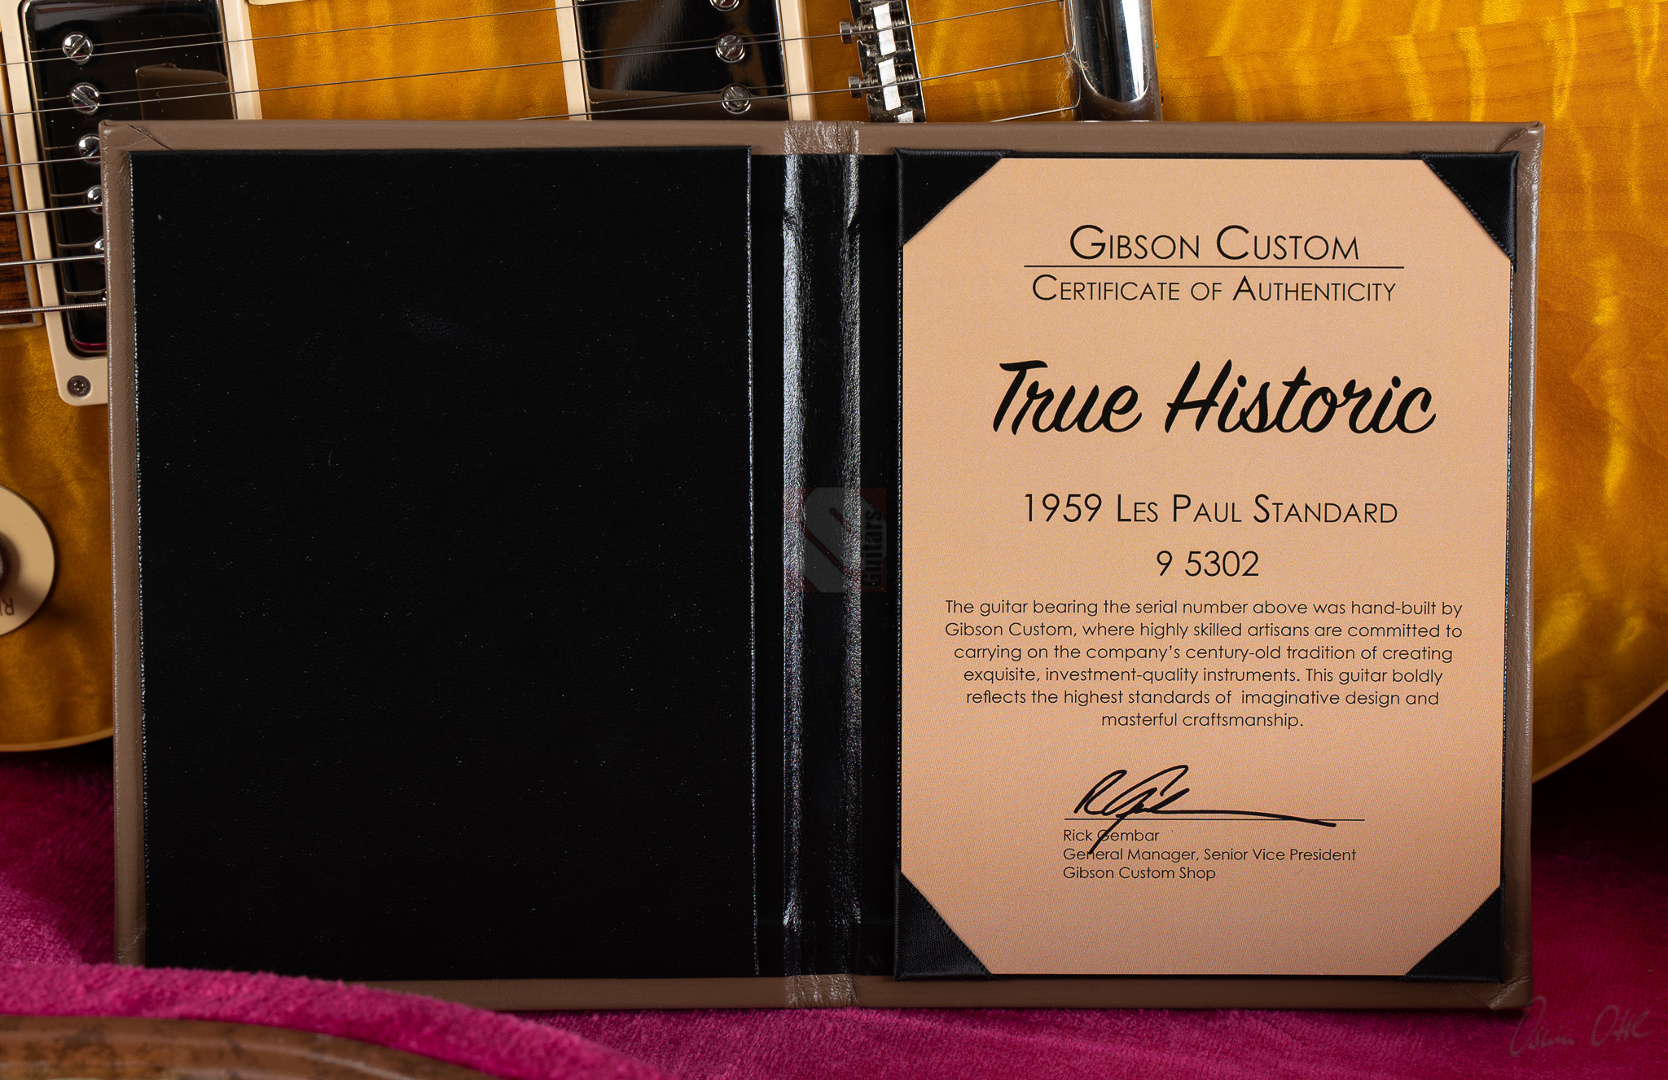 GIBSON CUSTOM
CERTIFICATE OF AUTHENTICITY
True Historic
1959 LES PAUL STANDARD
9 5302
The guitar bearing the serial number above was hand-built by
Gibson Custom, where highly skilled artisans are committed to
carrying on the company's century-old tradition of creating
exquisite, investment-quality instruments. This guitar boldly
reflects the highest standards of imaginative design and
masterful craftsmanship.
Rick Gembar
General Manager, Senior Vice President
Gibson Custom Shop
Guitars